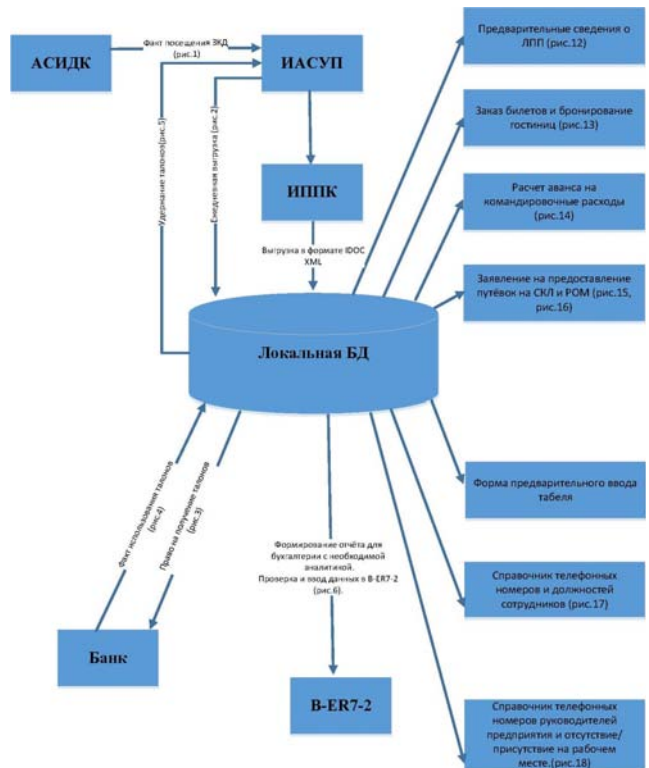 АСИДК
Факт посещения ЗКД
(рис.1)
ИАСУП
Удержание талонов(рис.5)
Ежедневная выгрузка (рис.2)
ИППК
Выгрузка в формате IDOC
XML
Локальная БД
Факт использования талонов
(рис.4)
Право на получение талонов
(рис.3)
Формирование отчёта для
бухгалтерии с необходимой
аналитикой.
Проверка и ввод данных в B-ER7-2
(рис.6).
Банк
B-ER7-2
Предварительные сведения о
ЛПП (рис.12)
Заказ билетов и бронирование
гостиниц (рис.13)
Расчет аванса на
командировочные расходы
(рис.14)
Заявление на предоставление
путёвок на СКЛ и РОМ (рис.15,
рис.16)
Форма предварительного ввода
табеля
Справочник телефонных
номеров и должностей
сотрудников (рис.17)
Справочник телефонных
номеров руководителей
предприятия и отсутствие/
присутствие на рабочем
месте.(рис.18)